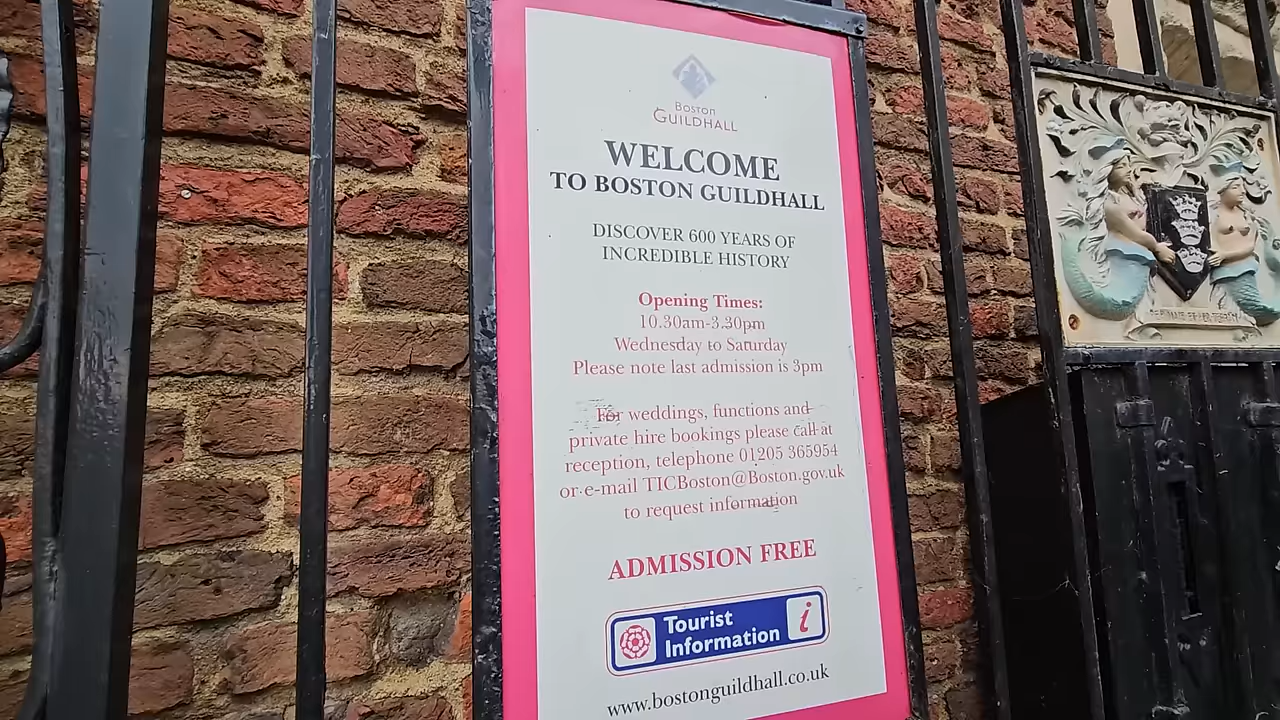 Boston
GUILDHALL
WELCOME
TO BOSTON GUILDHALL
DISCOVER 600 YEARS OF
INCREDIBLE HISTORY
Opening Times:
10.30am-3.30pm
Wednesday to Saturday
Please note last admission is 3pm
For weddings, functions and
private hire bookings please call at
reception, telephone 01205 365954
or e-mail TICBoston@Boston.gov.uk
to request information
ADMISSION FREE
Tourist
Information
i
www.bostonguildhall.co.uk